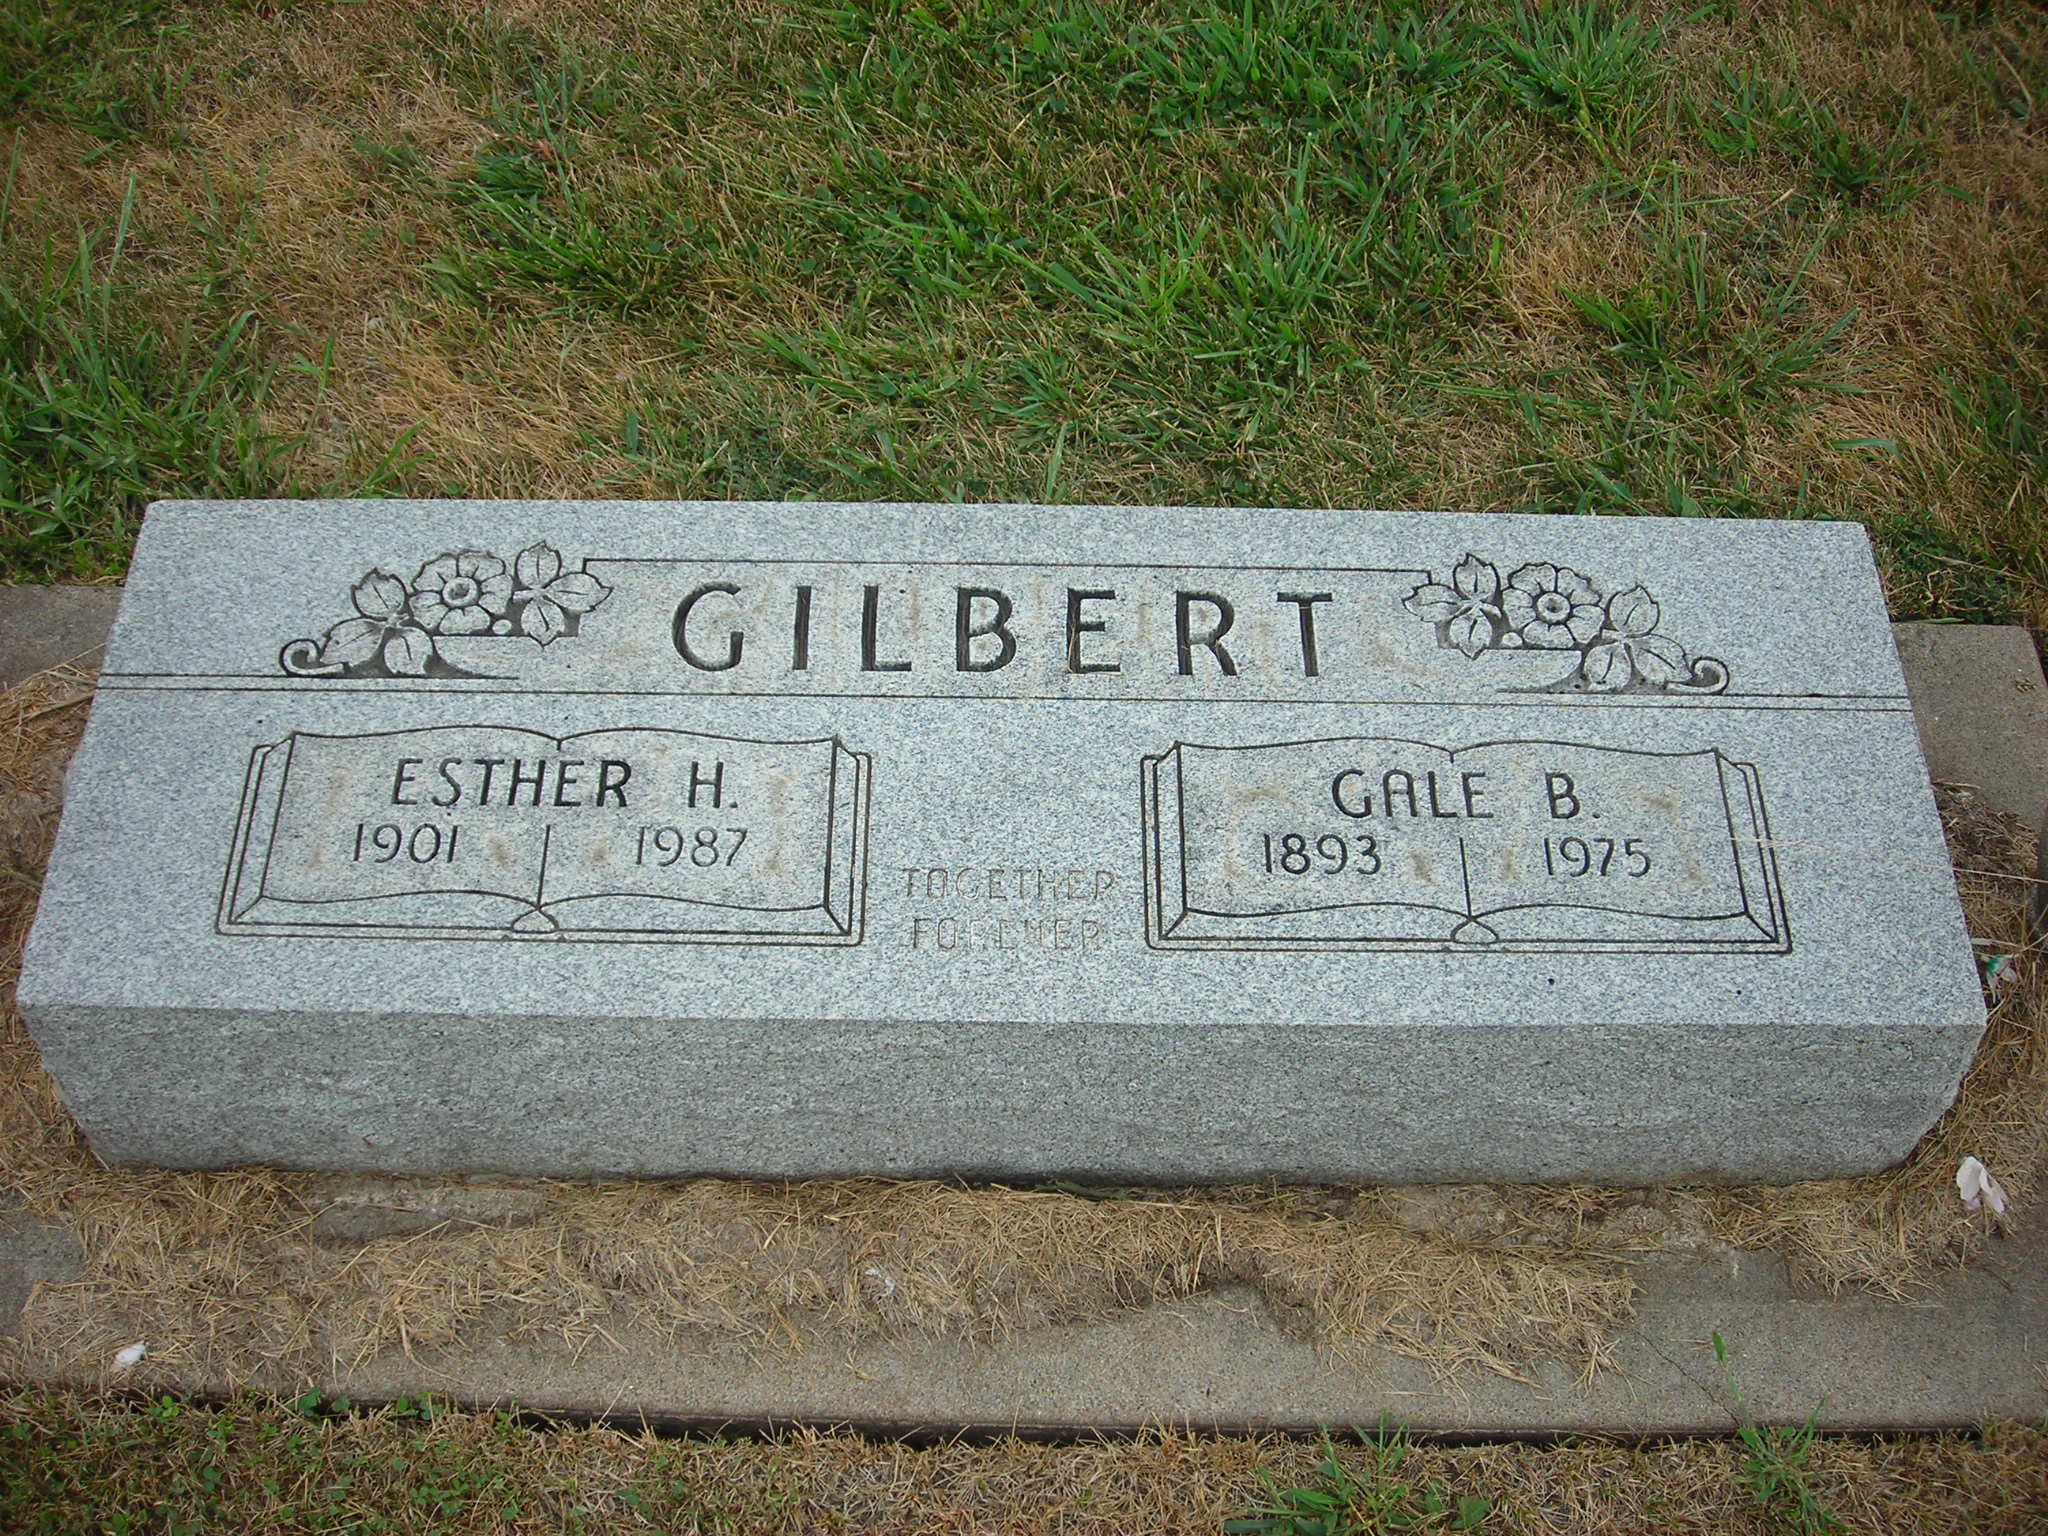 GILBERT
ESTHER H.
1901 1987
TOGETHER
FOREVER
GALE B.
1893 1975